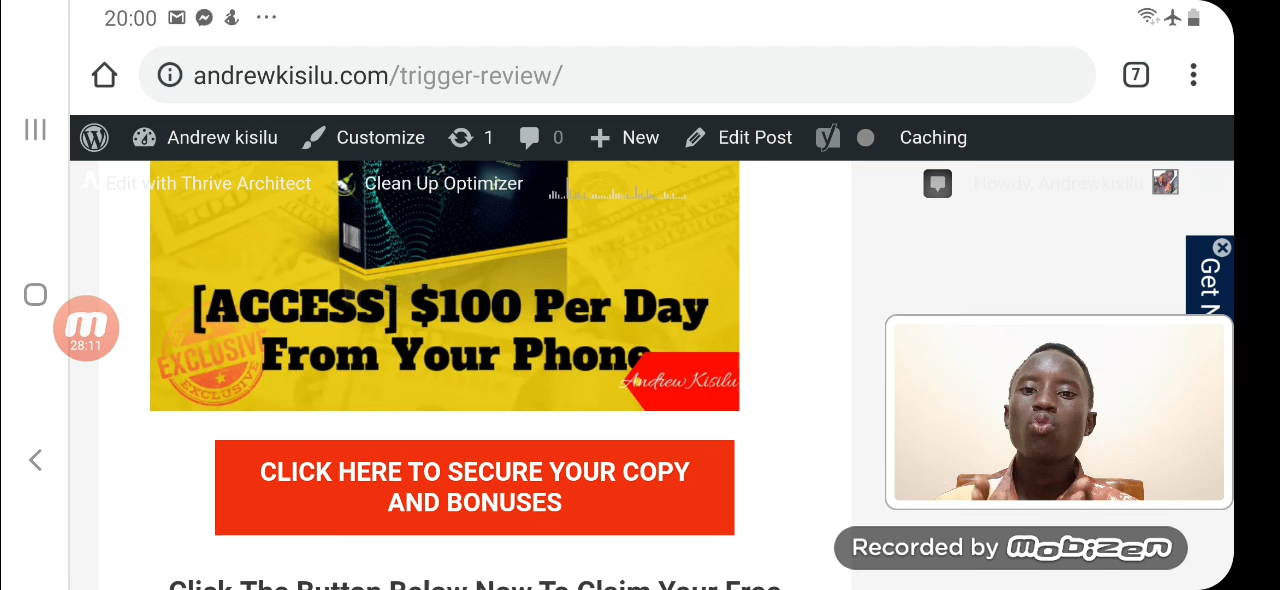 20:00
andrewkisilu.com/trigger-review/
7
Andrew kisilu Customize 1 0 New Edit Post Caching
Edit with Thrive Architect Clean Up Optimizer Howdy, Andrewkisilu
Get
[ACCESS] $100 Per Day
From Your Phone
EXCLUSIVE
EXCLUSIVE
Andrew Kisilu
28:11
CLICK HERE TO SECURE YOUR COPY
AND BONUSES
Recorded by mobizen
Click The Button Below Now To Claim Your Free